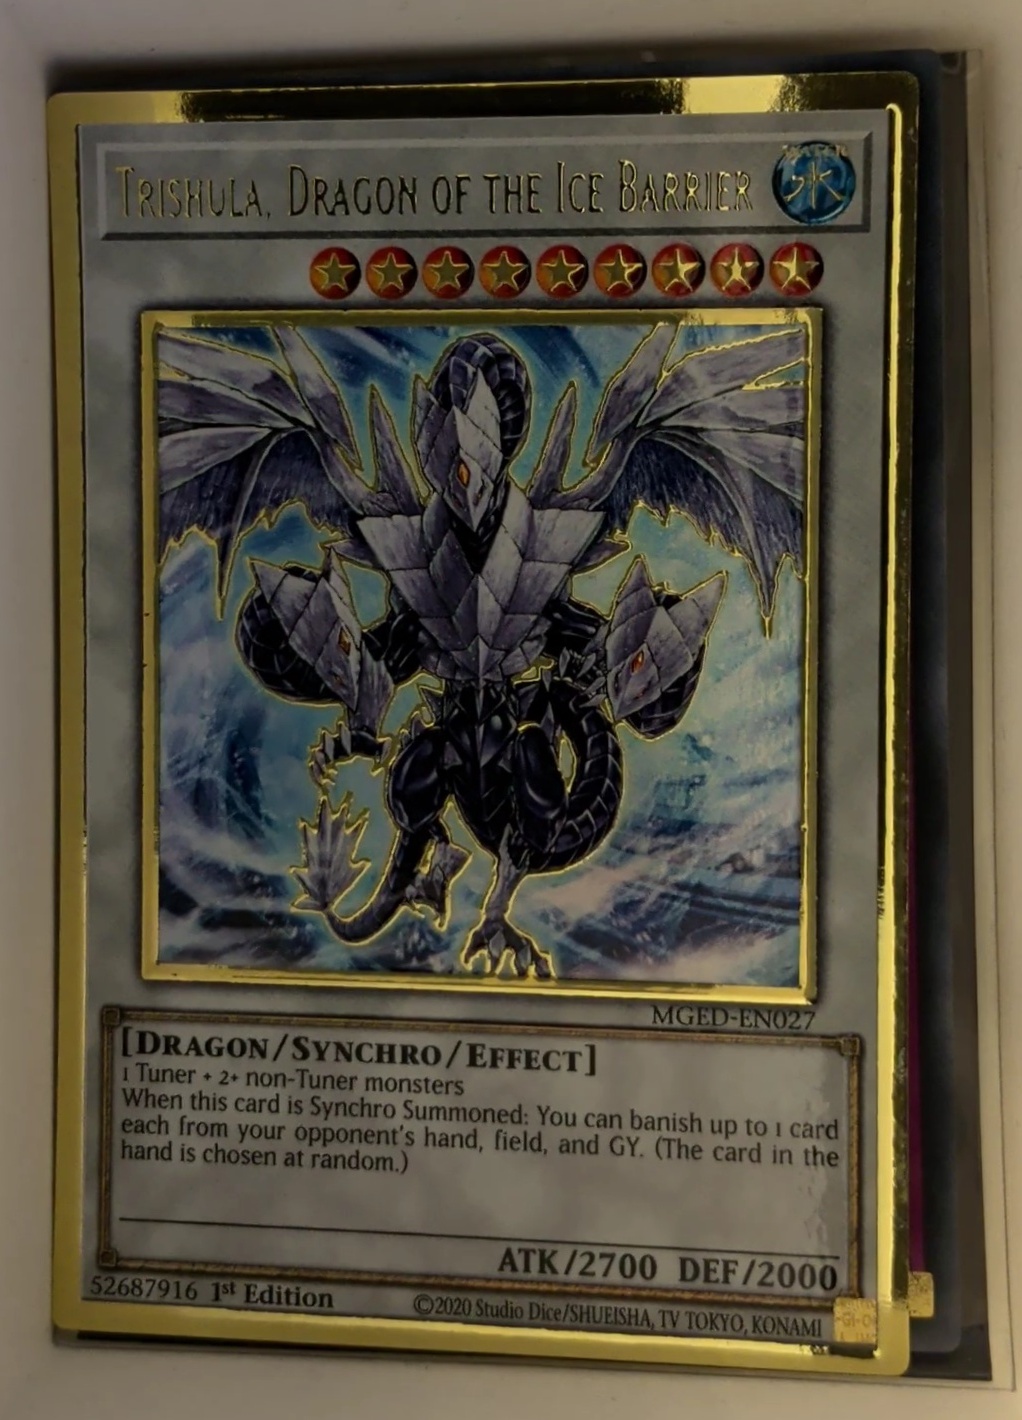 TRISHULA, DRAGON OF THE ICE BARRIER
WATER
水
MGED-EN027
[DRAGON/SYNCHRO/EFFECT]
1 Tuner + 2+ non-Tuner monsters
When this card is Synchro Summoned: You can banish up to 1 card
each from your opponent's hand, field, and GY. (The card in the
hand is chosen at random.)
ATK/2700 DEF/2000
52687916 1st Edition
©2020 Studio Dice/SHUEISHA, TV TOKYO, KONAMI